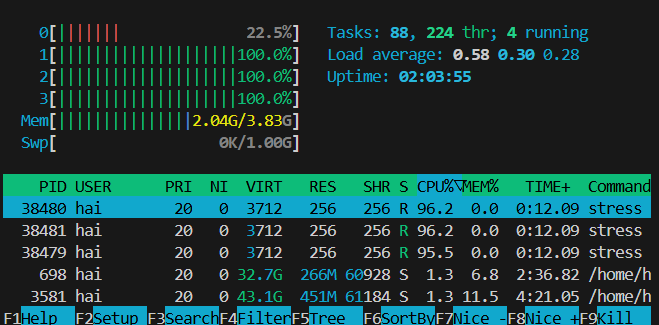 0[||||||| 22.5%] Tasks: 88, 224 thr; 4 running
1[||||||||||||||||||||100.0%] Load average: 0.58 0.30 0.28
2[||||||||||||||||||||100.0%] Uptime: 02:03:55
3[||||||||||||||||||||100.0%]
Mem[|||||||||||||||2.04G/3.83G]
Swp[ 0K/1.00G]
PID USER PRI NI VIRT RES SHR S CPU%▽MEM% TIME+ Command
38480 hai 20 0 3712 256 256 R 96.2 0.0 0:12.09 stress
38481 hai 20 0 3712 256 256 R 96.2 0.0 0:12.09 stress
38479 hai 20 0 3712 256 256 R 95.5 0.0 0:12.09 stress
698 hai 20 0 32.7G 266M 60928 S 1.3 6.8 2:36.82 /home/h
3581 hai 20 0 43.1G 451M 61184 S 1.3 11.5 4:21.05 /home/h
F1Help F2Setup F3SearchF4FilterF5Tree F6SortByF7Nice -F8Nice +F9Kill